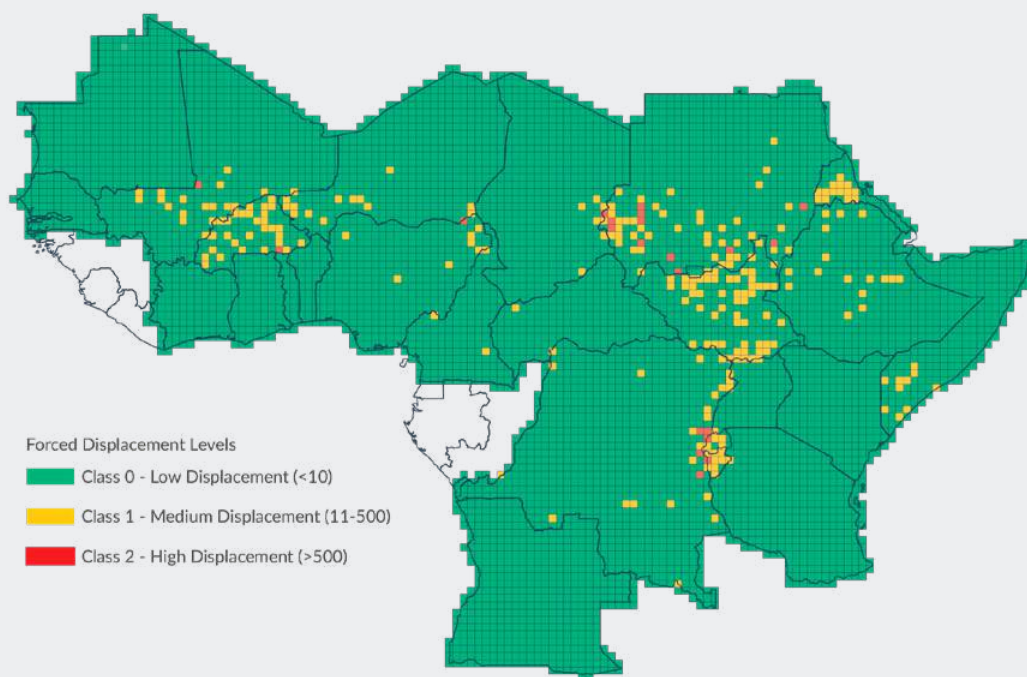 Forced Displacement Levels
Class 0 - Low Displacement (<10)
Class 1 - Medium Displacement (11-500)
Class 2 - High Displacement (>500)